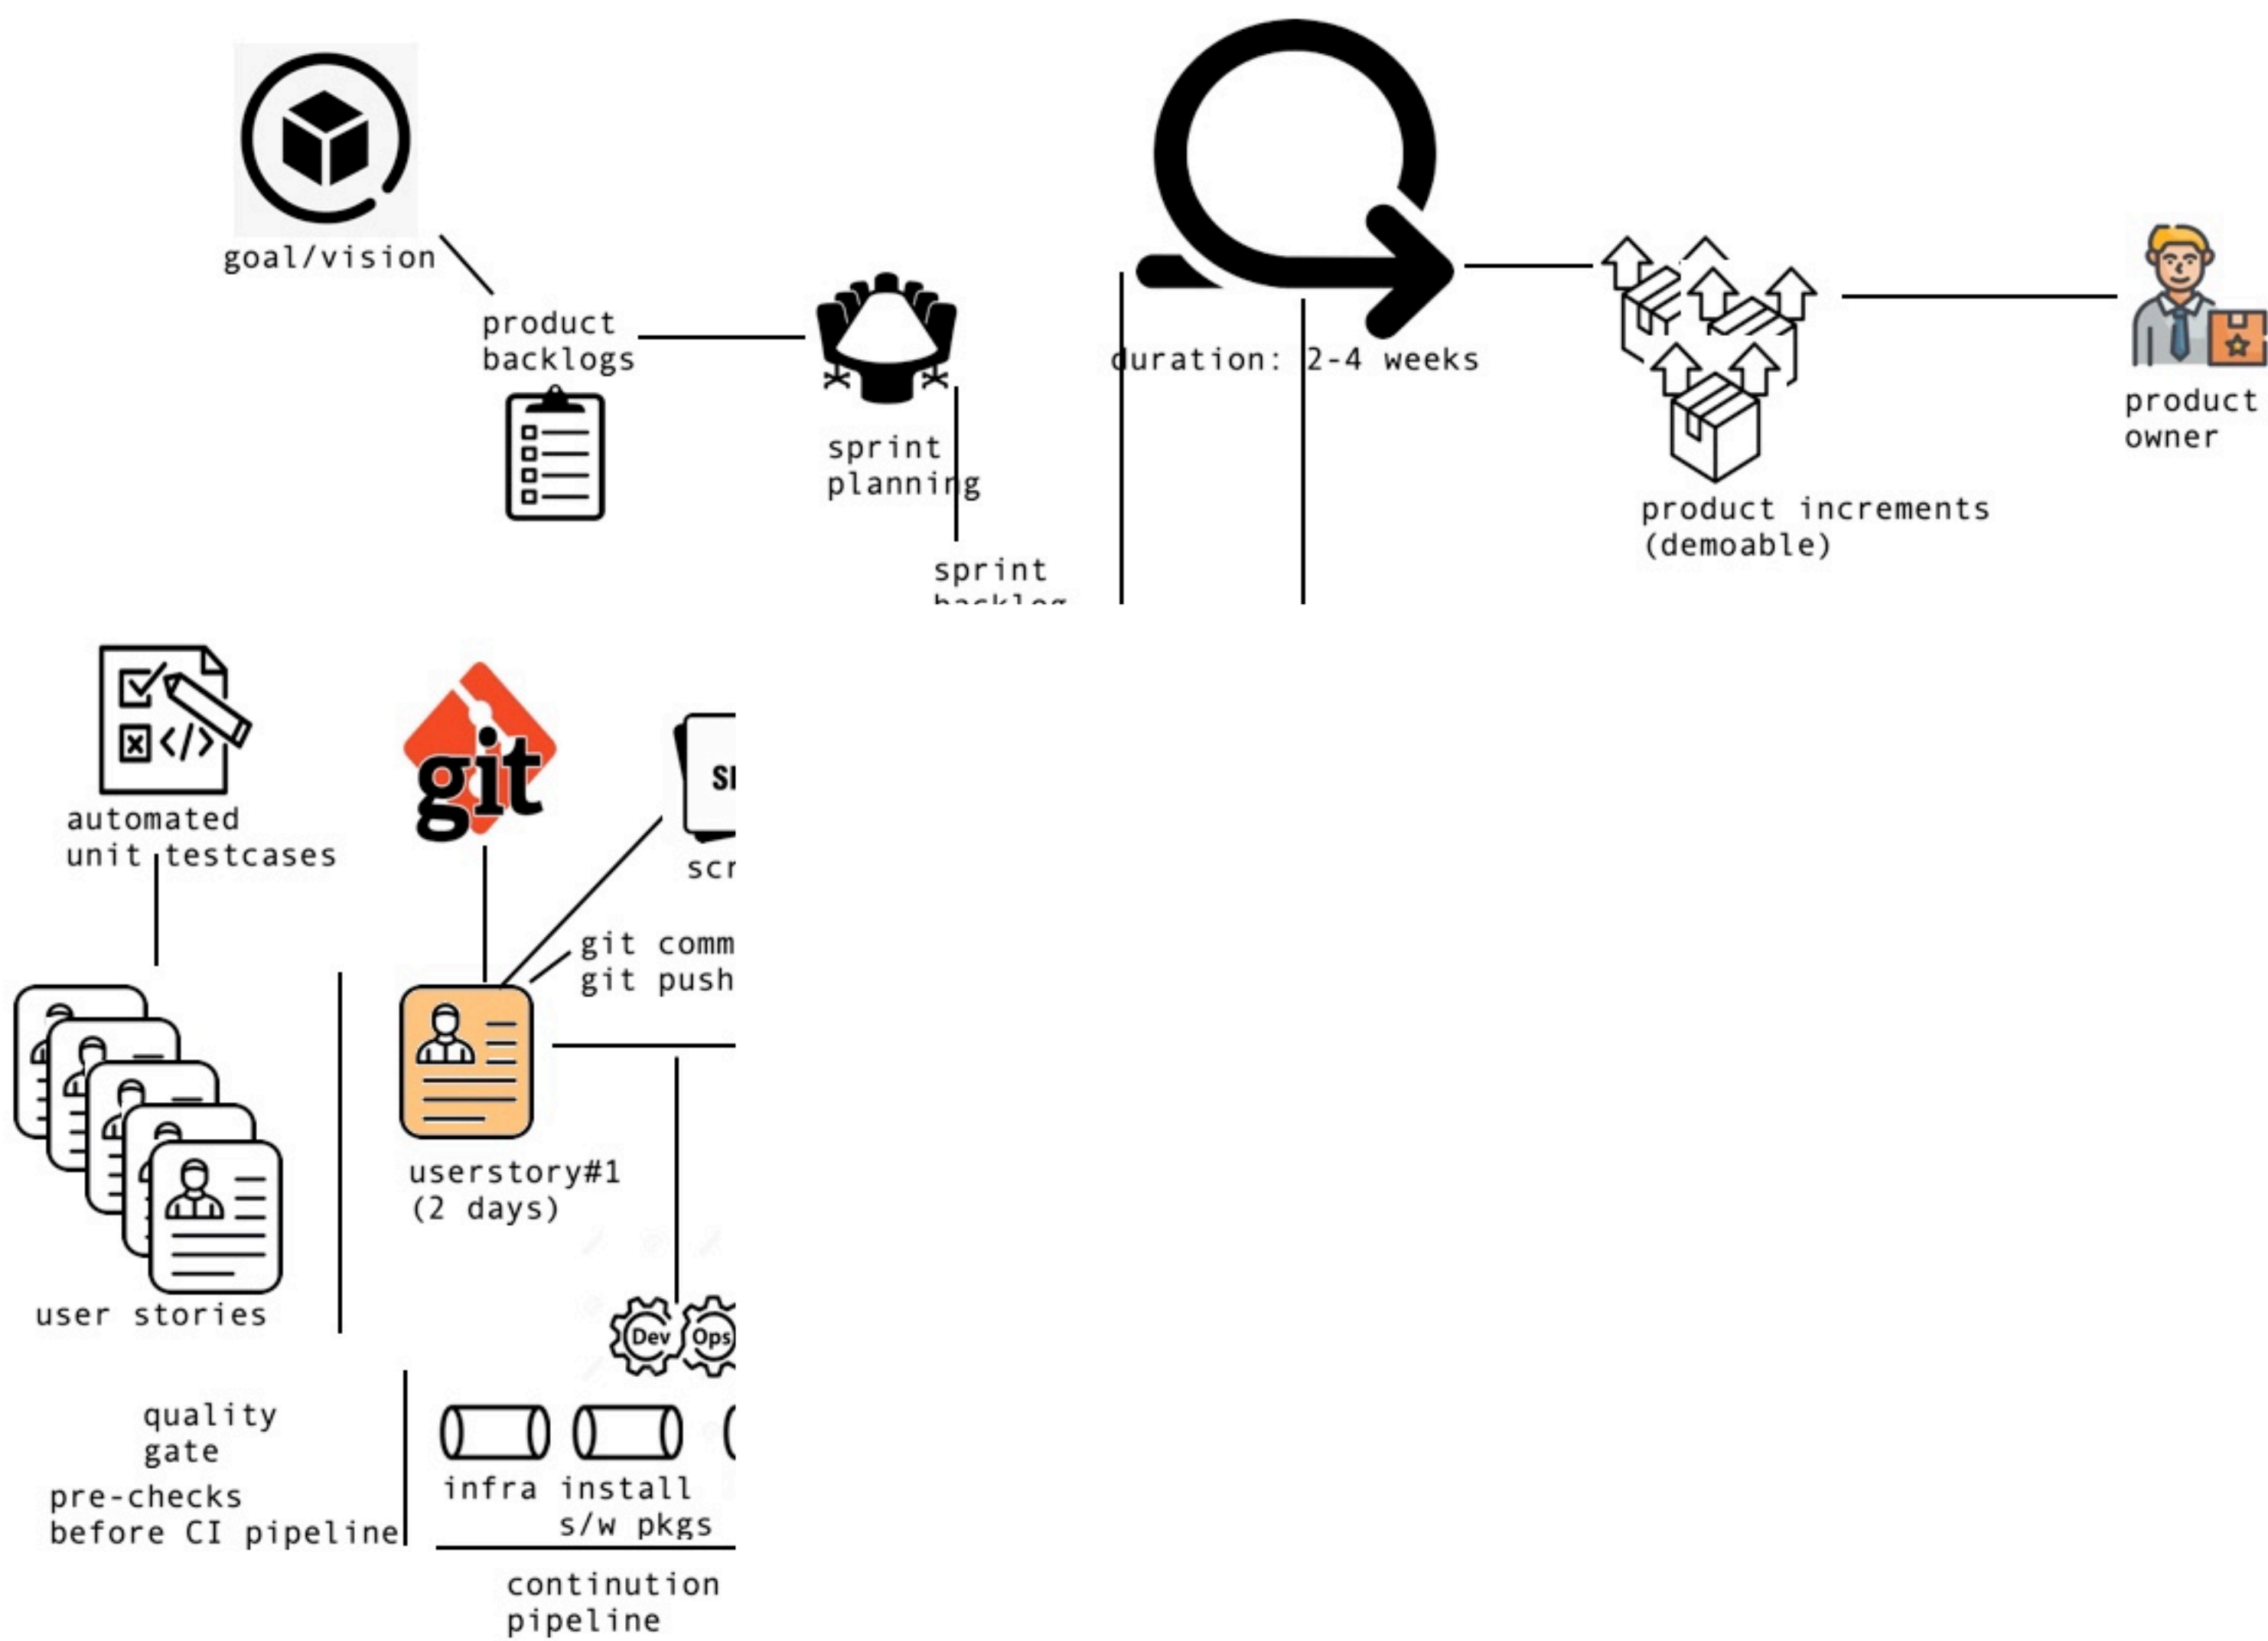 goal/vision
product
backlogs
sprint
planning
sprint
duration: 2-4 weeks
product increments
(demoable)
product
owner
automated
unit testcases
git
git
git push
userstory#1
(2 days)
user stories
Dev Ops
quality
gate
pre-checks
before CI pipeline
infra install
s/w pkgs
continution
pipeline